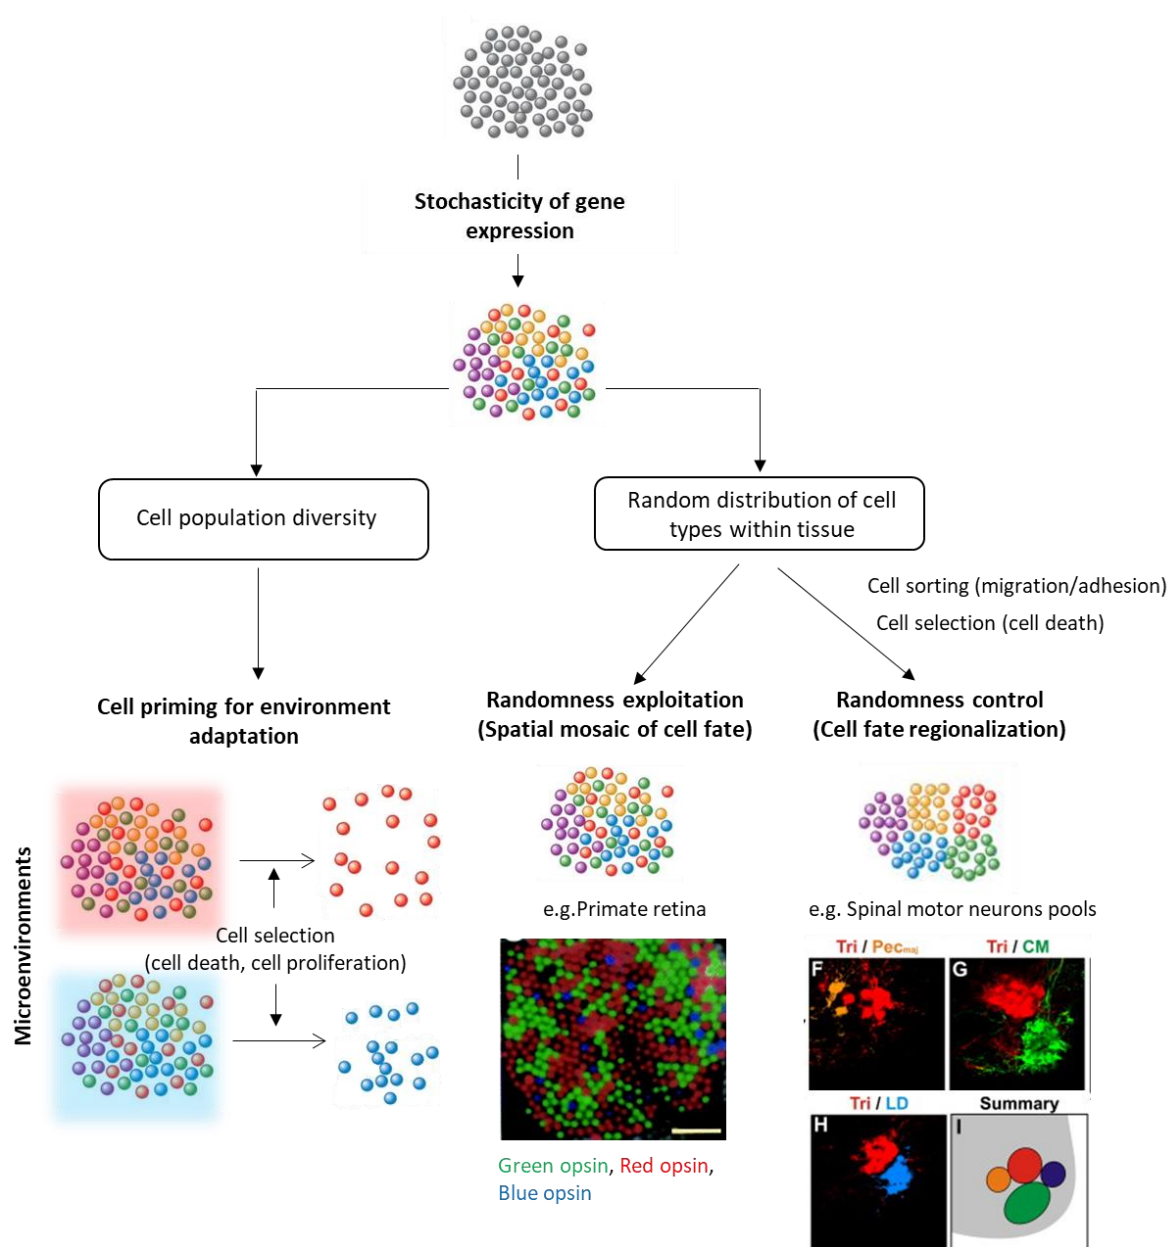 Stochasticity of gene
expression
Cell population diversity
Random distribution of cell
types within tissue
Cell sorting (migration/adhesion)
Cell selection (cell death)
Cell priming for environment
adaptation
Randomness exploitation
(Spatial mosaic of cell fate)
Randomness control
(Cell fate regionalization)
Microenvironments
Cell selection
(cell death, cell proliferation)
e.g.Primate retina
Green opsin, Red opsin,
Blue opsin
e.g. Spinal motor neurons pools
Tri / Pecmaj
F
Tri / CM
G
Tri / LD
H
Summary
I